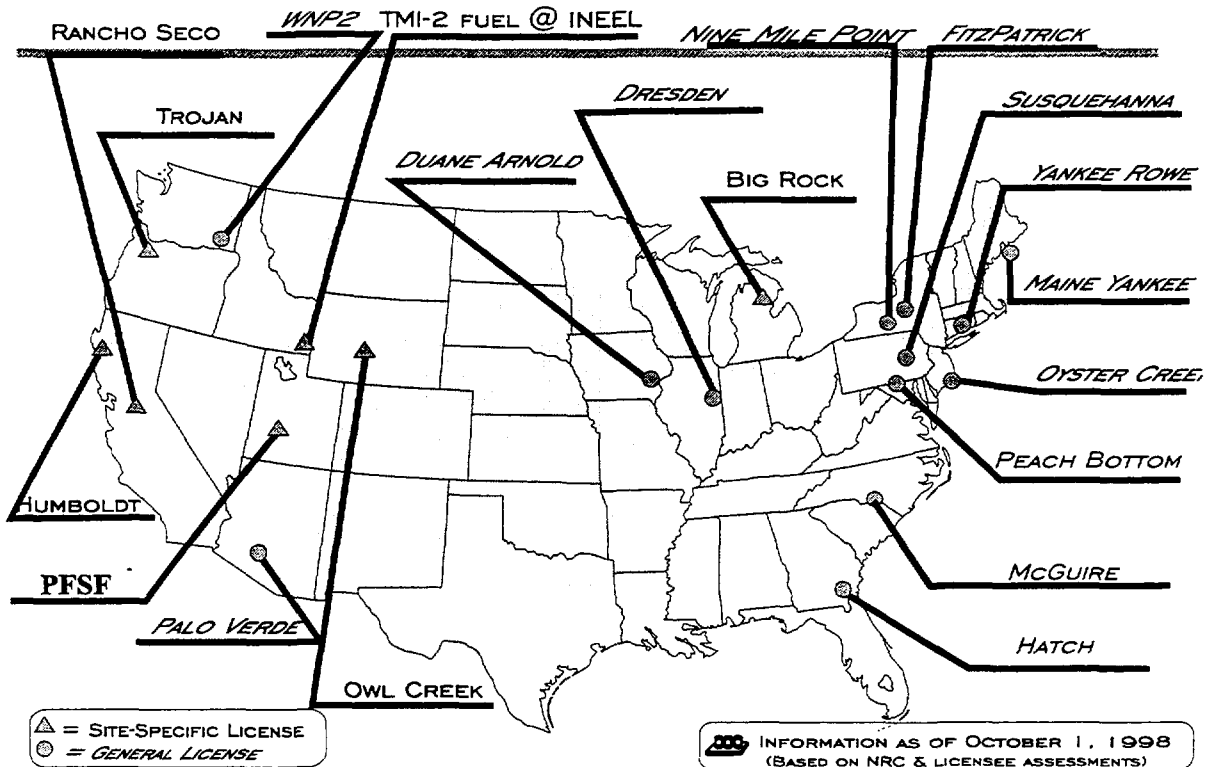 RANCHO SECO
WNP2
TMI-2 FUEL @ INEEL
NINE MILE POINT
FITZPATRICK
TROJAN
DRESDEN
SUSQUEHANNA
DUANE ARNOLD
BIG ROCK
YANKEE ROWE
MAINE YANKEE
OYSTER CREE
PEACH BOTTOM
HUMBOLDT
PFSF
MCGUIRE
PALO VERDE
HATCH
OWL CREEK
= SITE-SPECIFIC LICENSE
= GENERAL LICENSE
INFORMATION AS OF OCTOBER 1, 1998
(BASED ON NRC & LICENSEE ASSESSMENTS)